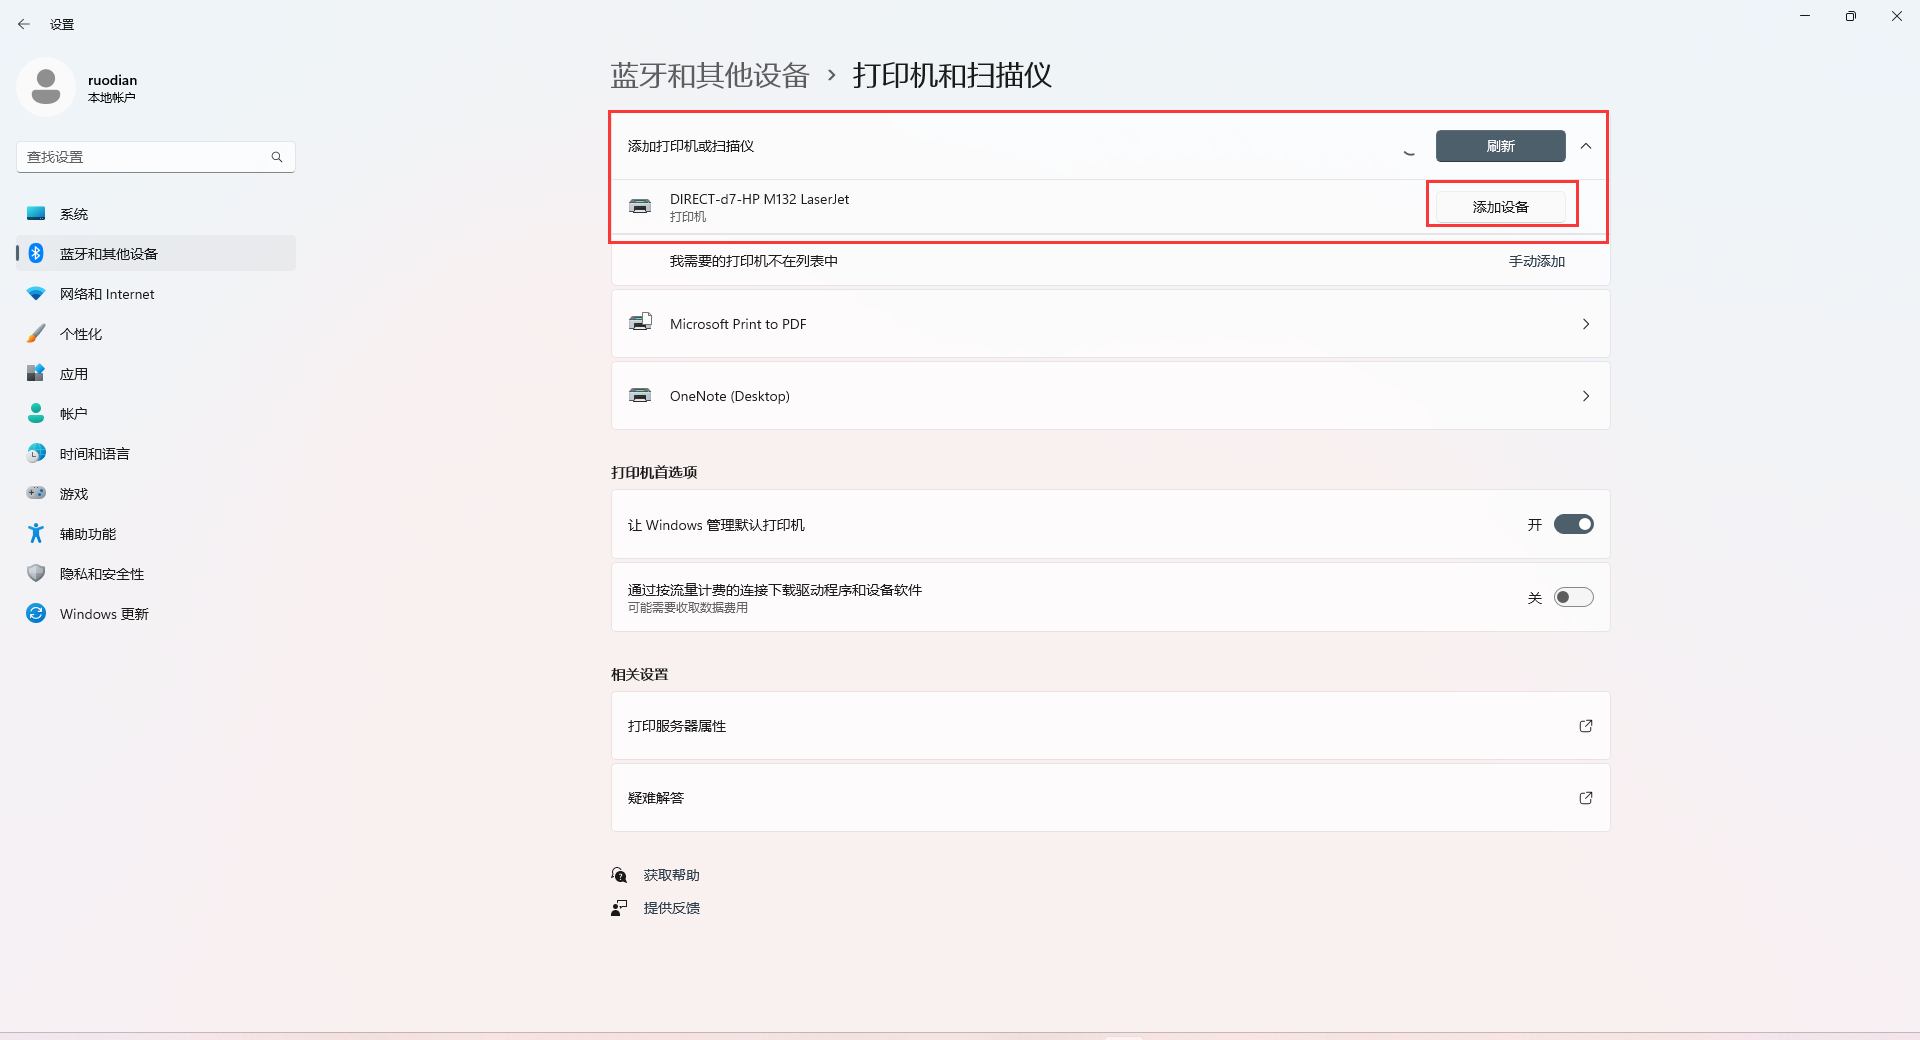 设置
ruodian
本地帐户
查找设置
系统
蓝牙和其他设备
网络和 Internet
个性化
应用
帐户
时间和语言
游戏
辅助功能
隐私和安全性
Windows 更新
蓝牙和其他设备 › 打印机和扫描仪
添加打印机或扫描仪
刷新
DIRECT-d7-HP M132 LaserJet
打印机
添加设备
我需要的打印机不在列表中
手动添加
Microsoft Print to PDF
OneNote (Desktop)
打印机首选项
让 Windows 管理默认打印机
开
通过按流量计费的连接下载驱动程序和设备软件
可能需要收取数据费用
关
相关设置
打印服务器属性
疑难解答
获取帮助
提供反馈